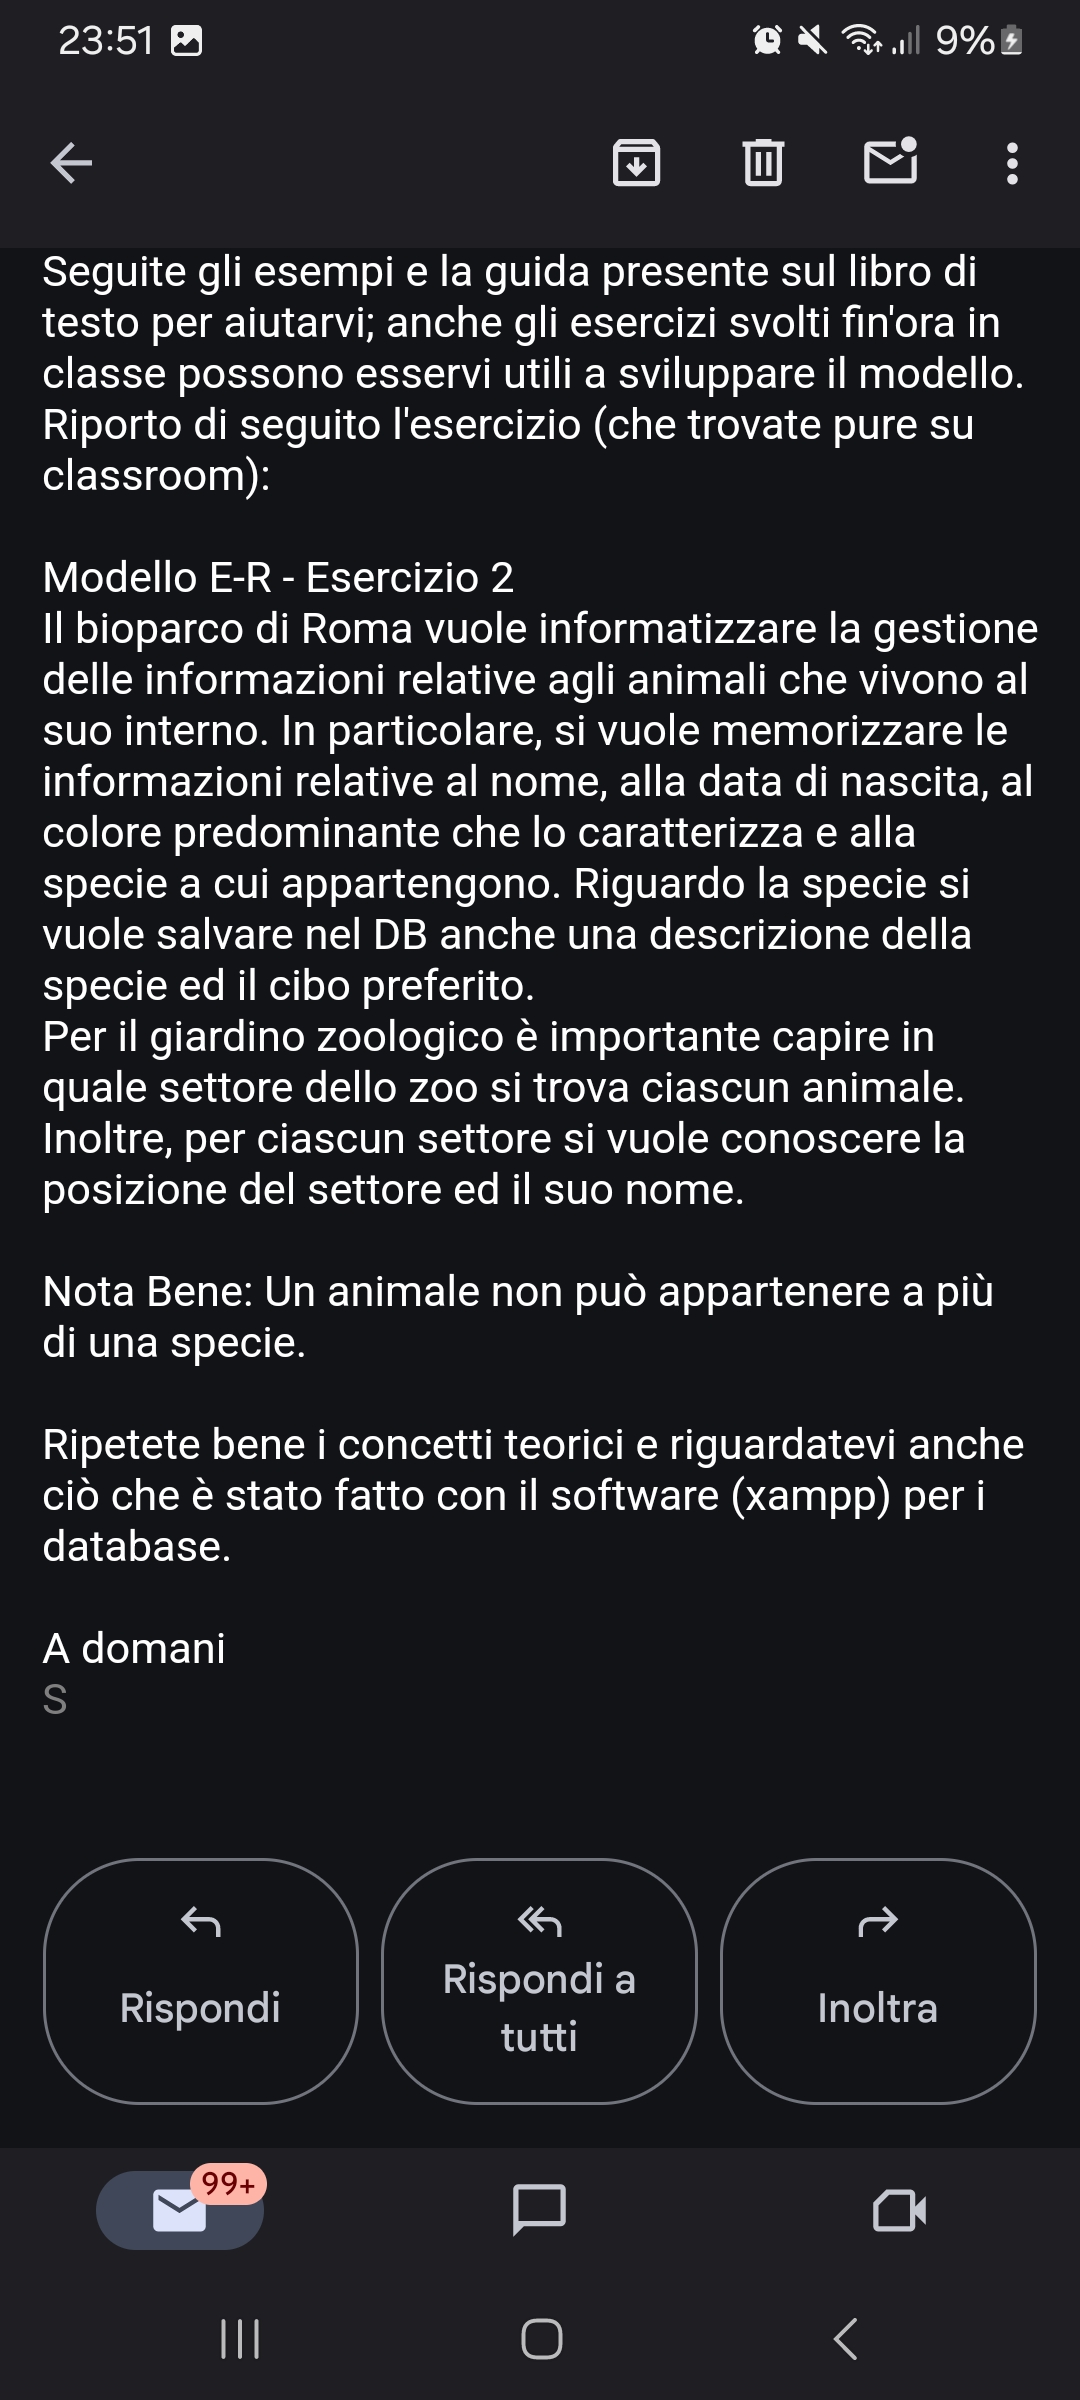 23:51
9%
Seguite gli esempi e la guida presente sul libro di
testo per aiutarvi; anche gli esercizi svolti fin'ora in
classe possono esservi utili a sviluppare il modello.
Riporto di seguito l'esercizio (che trovate pure su
classroom):
Modello E-R - Esercizio 2
Il bioparco di Roma vuole informatizzare la gestione
delle informazioni relative agli animali che vivono al
suo interno. In particolare, si vuole memorizzare le
informazioni relative al nome, alla data di nascita, al
colore predominante che lo caratterizza e alla
specie a cui appartengono. Riguardo la specie si
vuole salvare nel DB anche una descrizione della
specie ed il cibo preferito.
Per il giardino zoologico è importante capire in
quale settore dello zoo si trova ciascun animale.
Inoltre, per ciascun settore si vuole conoscere la
posizione del settore ed il suo nome.
Nota Bene: Un animale non può appartenere a più
di una specie.
Ripetete bene i concetti teorici e riguardatevi anche
ciò che è stato fatto con il software (xampp) per i
database.
A domani
S
Rispondi
Rispondi a
tutti
Inoltra
99+